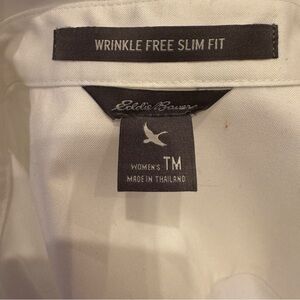 WRINKLE FREE SLIM FIT
Eddie Bauer
WOMEN'S TM
MADE IN THAILAND